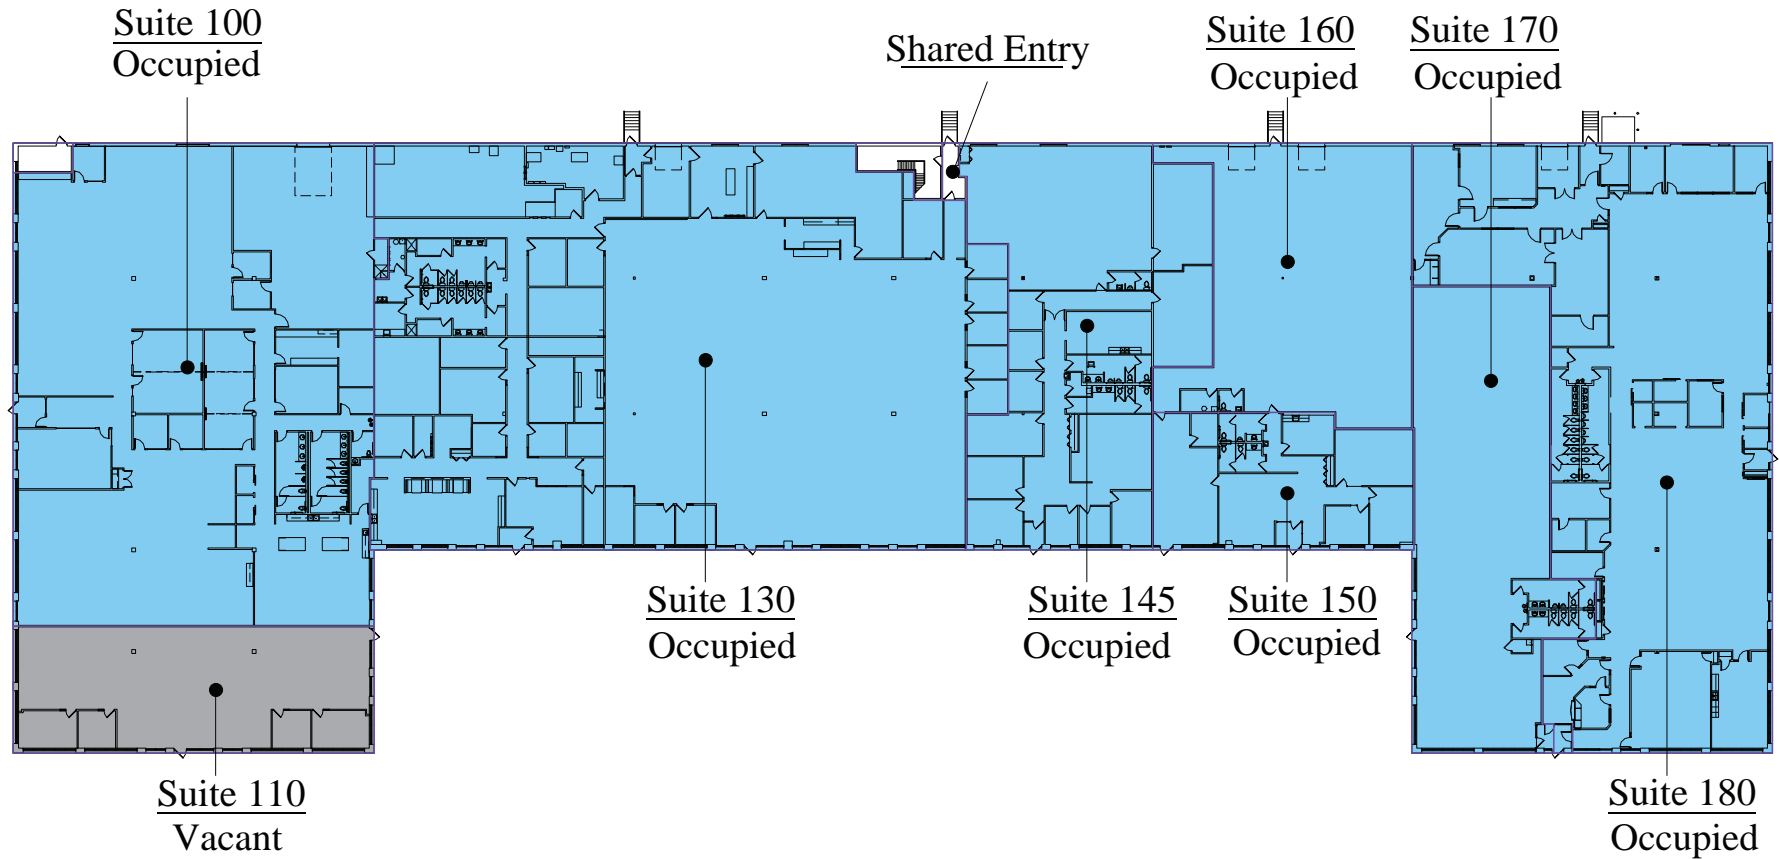 Suite 100
Occupied
Shared Entry
Suite 160
Occupied
Suite 170
Occupied
Suite 130
Occupied
Suite 145
Occupied
Suite 150
Occupied
Suite 110
Vacant
Suite 180
Occupied